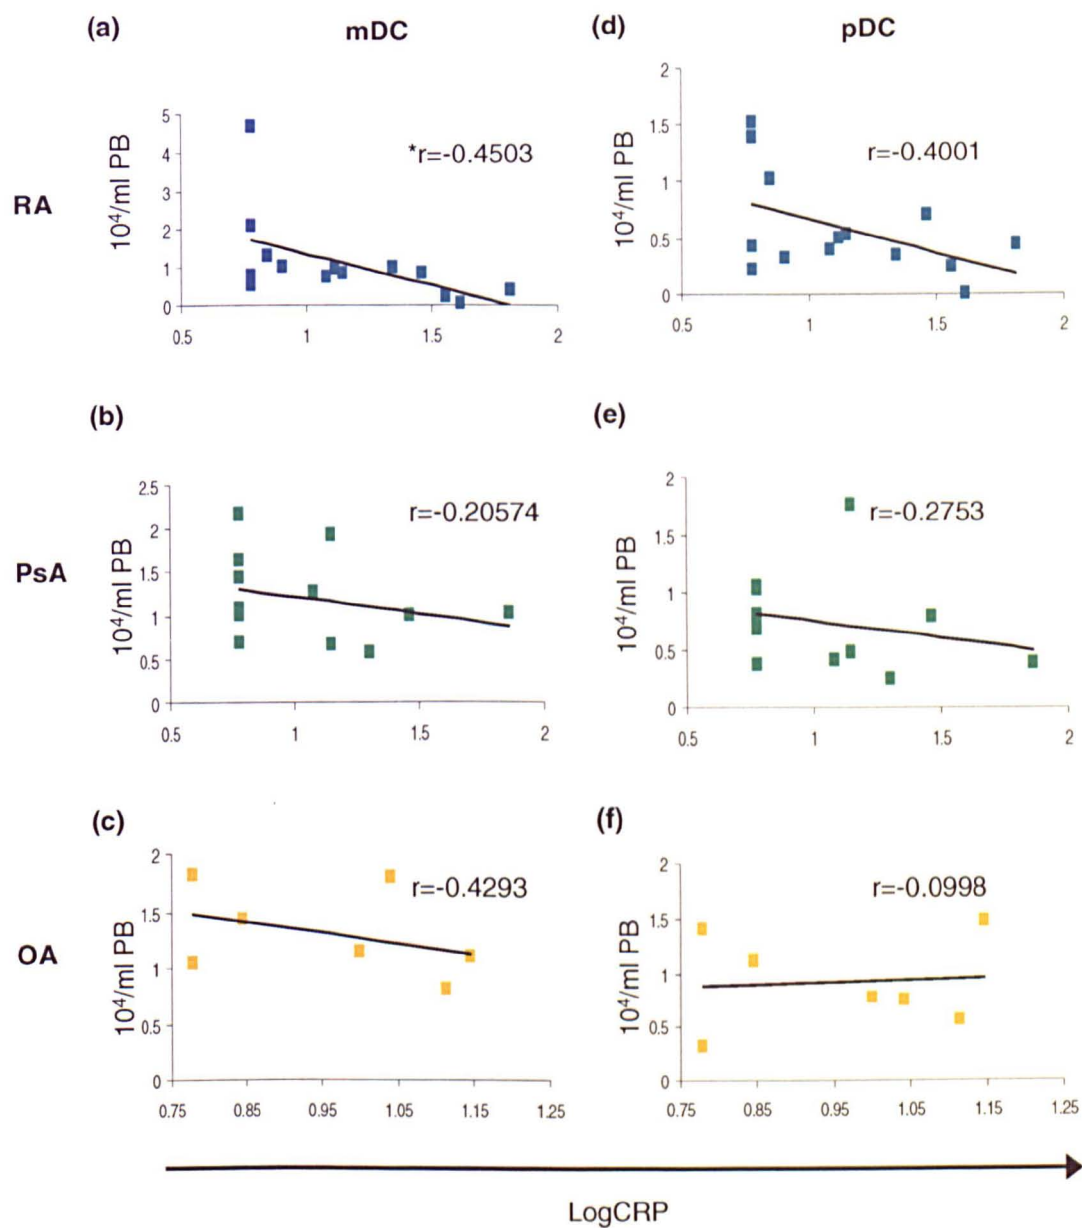 (a)
mDC
(d)
pDC
RA
10⁴/ml PB
5
4
3
2
1
0
*r=-0.4503
0.5
1
1.5
2
10⁴/ml PB
2
1.5
1
0.5
0
r=-0.4001
0.5
1
1.5
2
(b)
(e)
PsA
10⁴/ml PB
2.5
2
1.5
1
0.5
0
r=-0.20574
0.5
1
1.5
2
10⁴/ml PB
2
1.5
1
0.5
0
r=-0.2753
0.5
1
1.5
2
(c)
(f)
OA
10⁴/ml PB
2
1.5
1
0.5
0
r=-0.4293
0.75
0.85
0.95
1.05
1.15
1.25
10⁴/ml PB
2
1.5
1
0.5
0
r=-0.0998
0.75
0.85
0.95
1.05
1.15
1.25
LogCRP